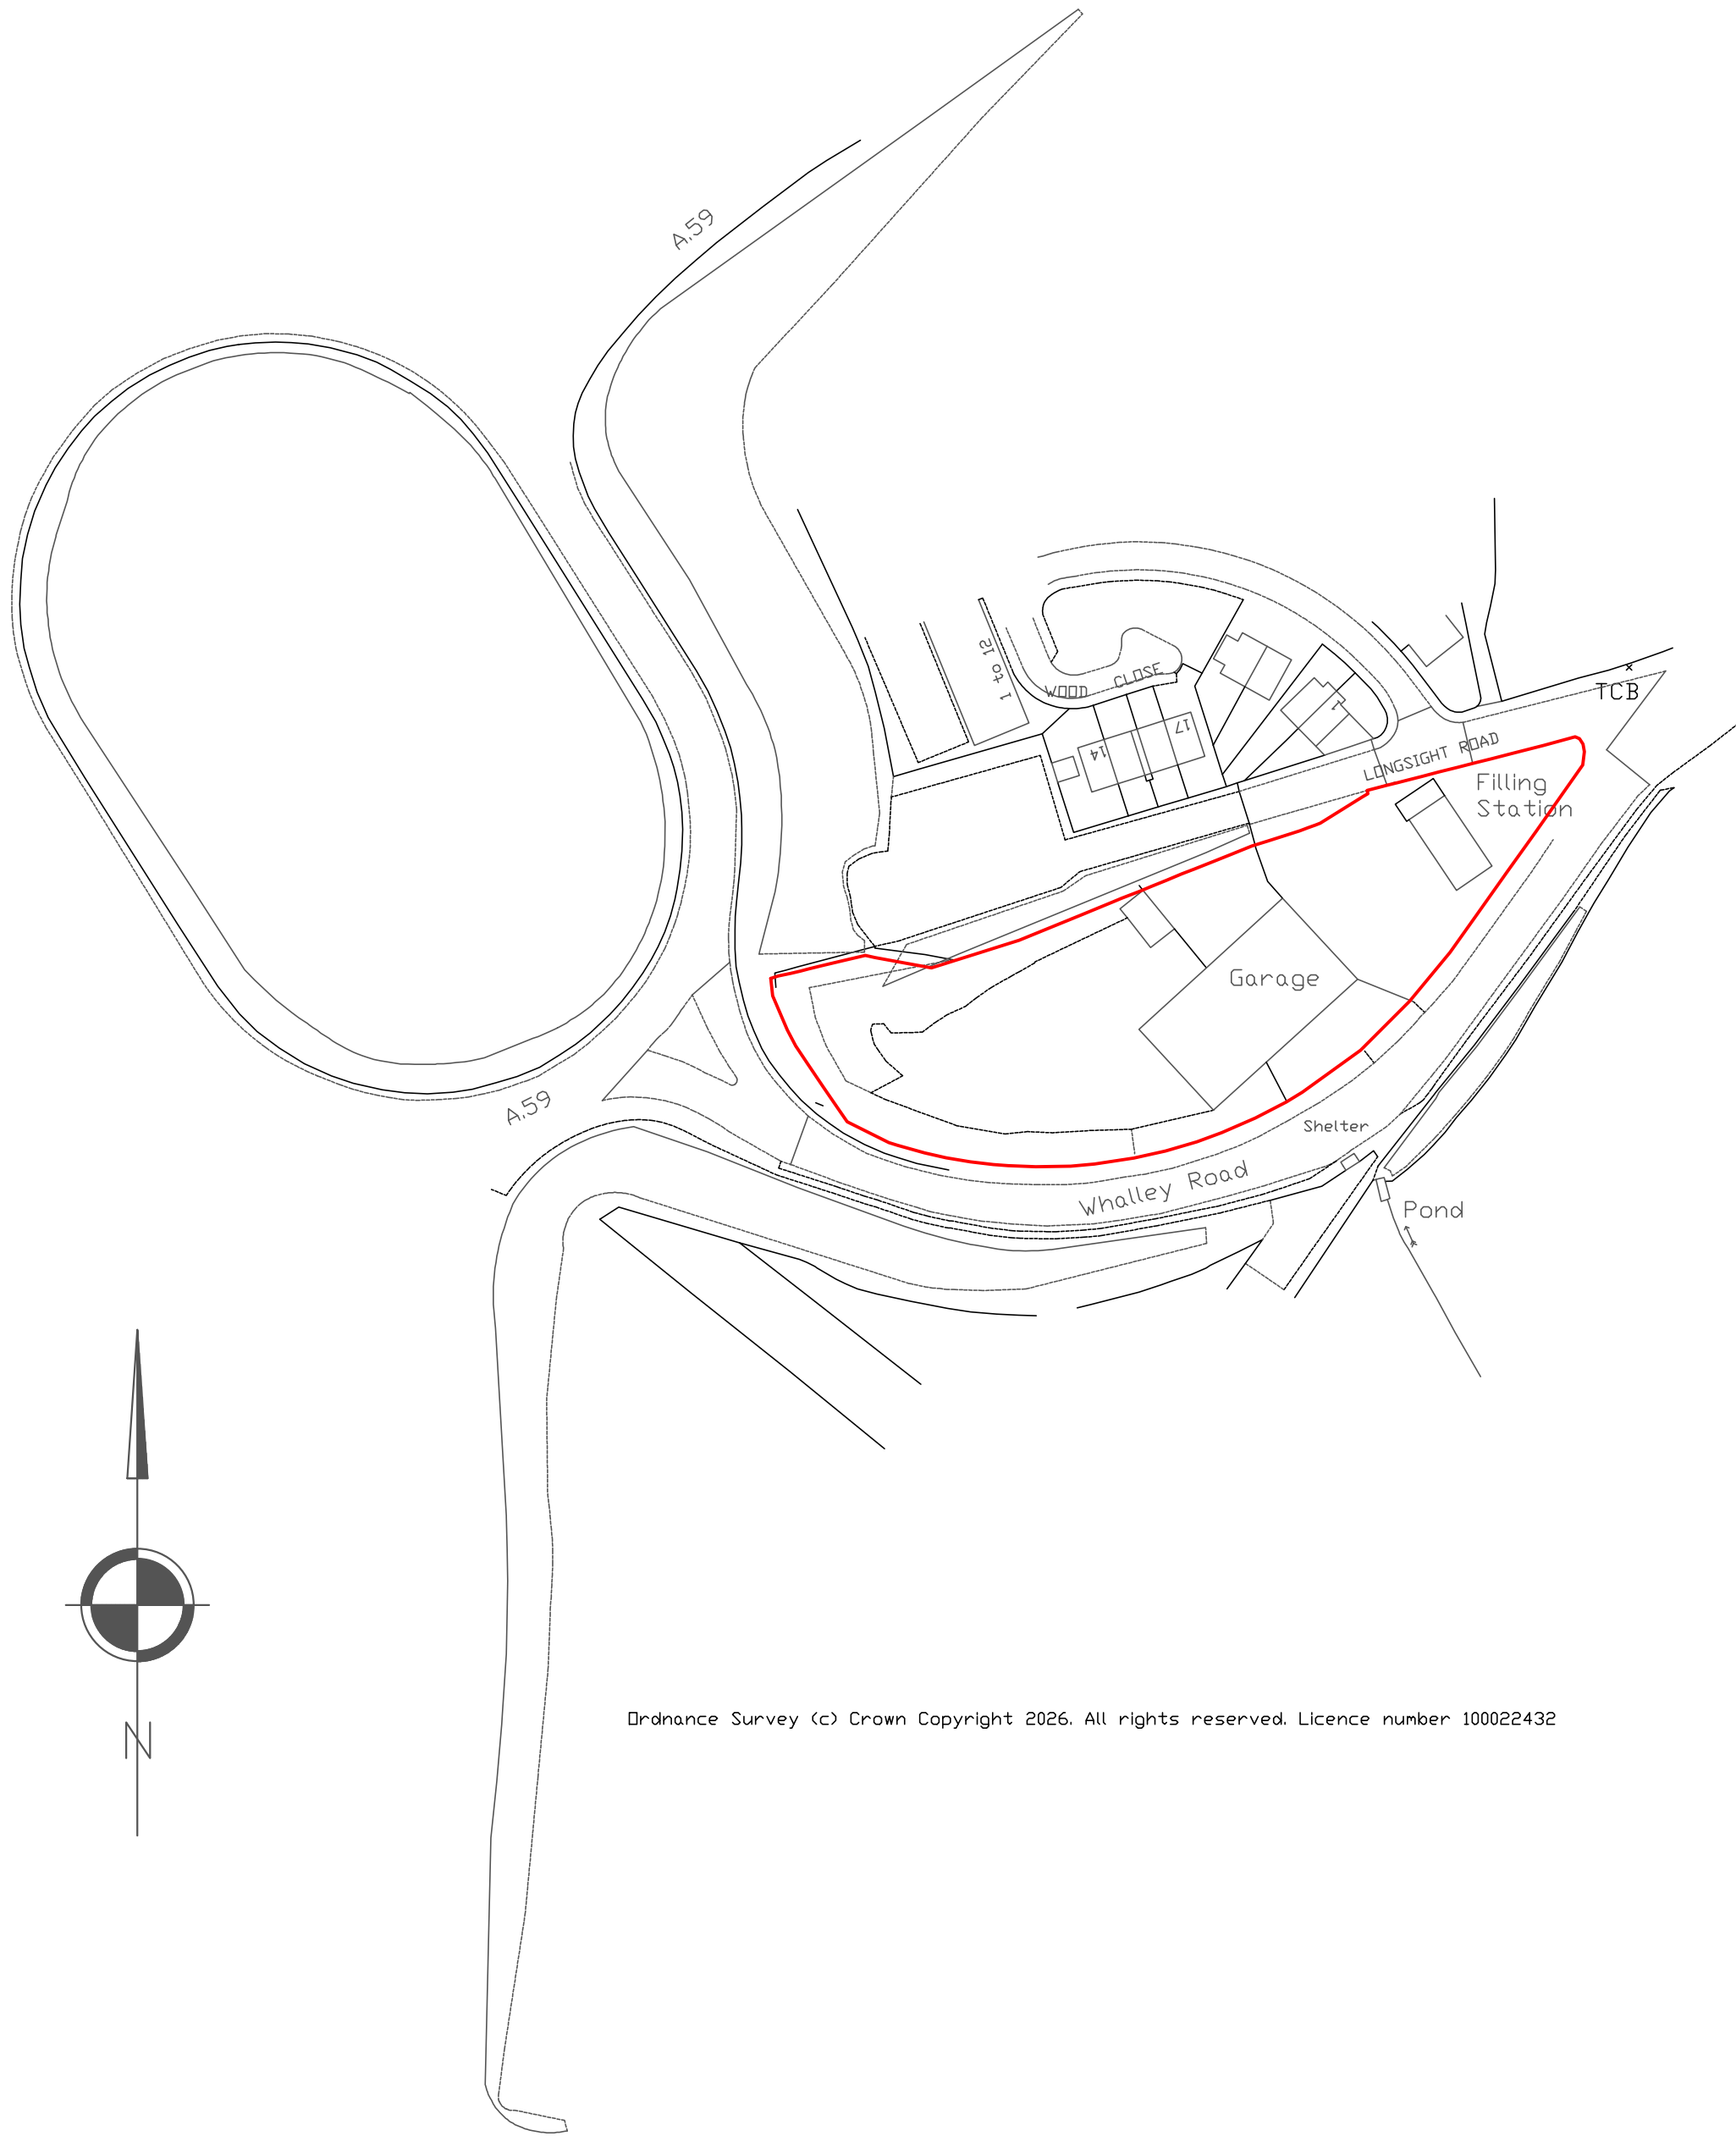 A.59
1 to 12
WOOD CLOSE
TCB
14
17
1
LONGSIGHT ROAD
Filling
Station
Garage
A.59
Shelter
Whalley Road
Pond
N
Ordnance Survey (c) Crown Copyright 2026. All rights reserved. Licence number 100022432